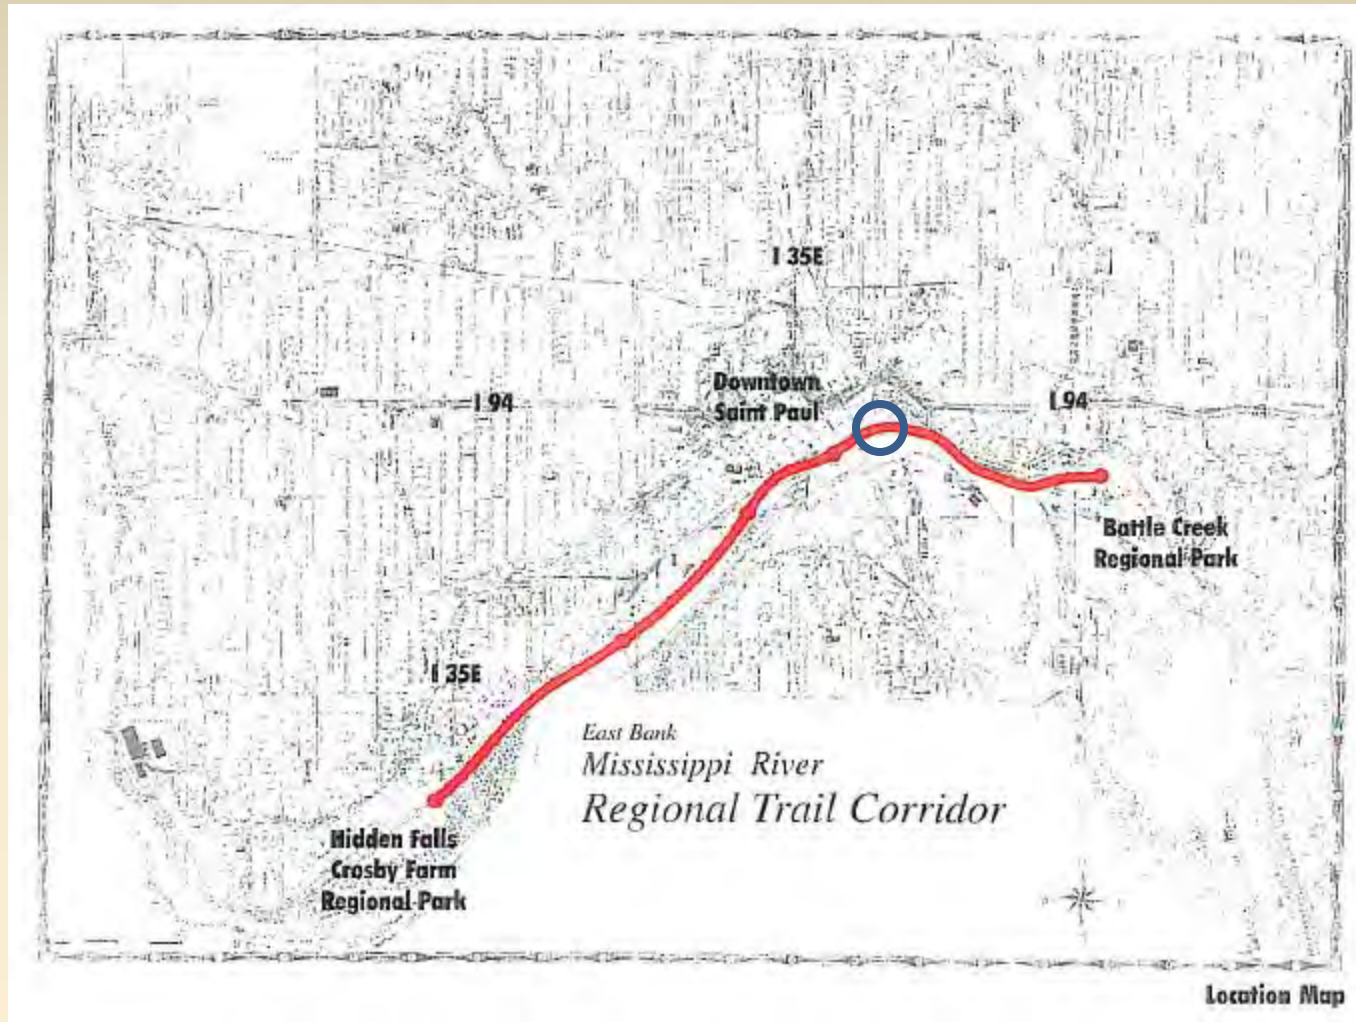 I 35E
Downtown
Saint Paul
I 94
I 94
Battle Creek
Regional Park
I 35E
East Bank
Mississippi River
Regional Trail Corridor
Hidden Falls
Crosby Farm
Regional Park
Location Map